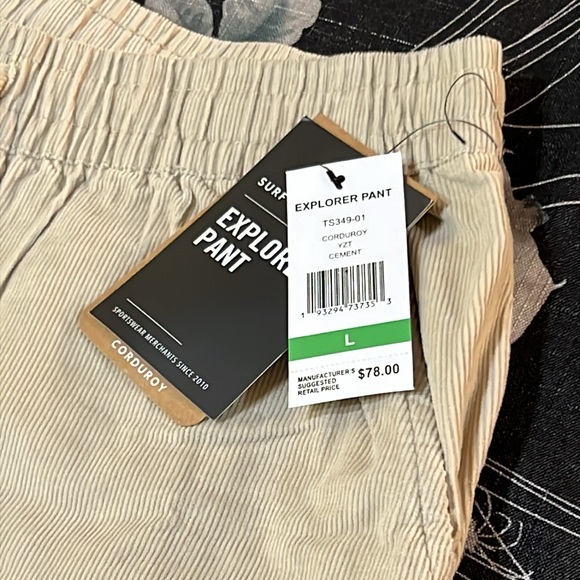 SURF
EXPLOR
PANT
SPORTSWEAR MERCHANTS SINCE 2010
CORDUROY
EXPLORER PANT
TS349-01
CORDUROY
YZT
CEMENT
1 93294 73735 3
L
MANUFACTURER'S
SUGGESTED
RETAIL PRICE
$78.00